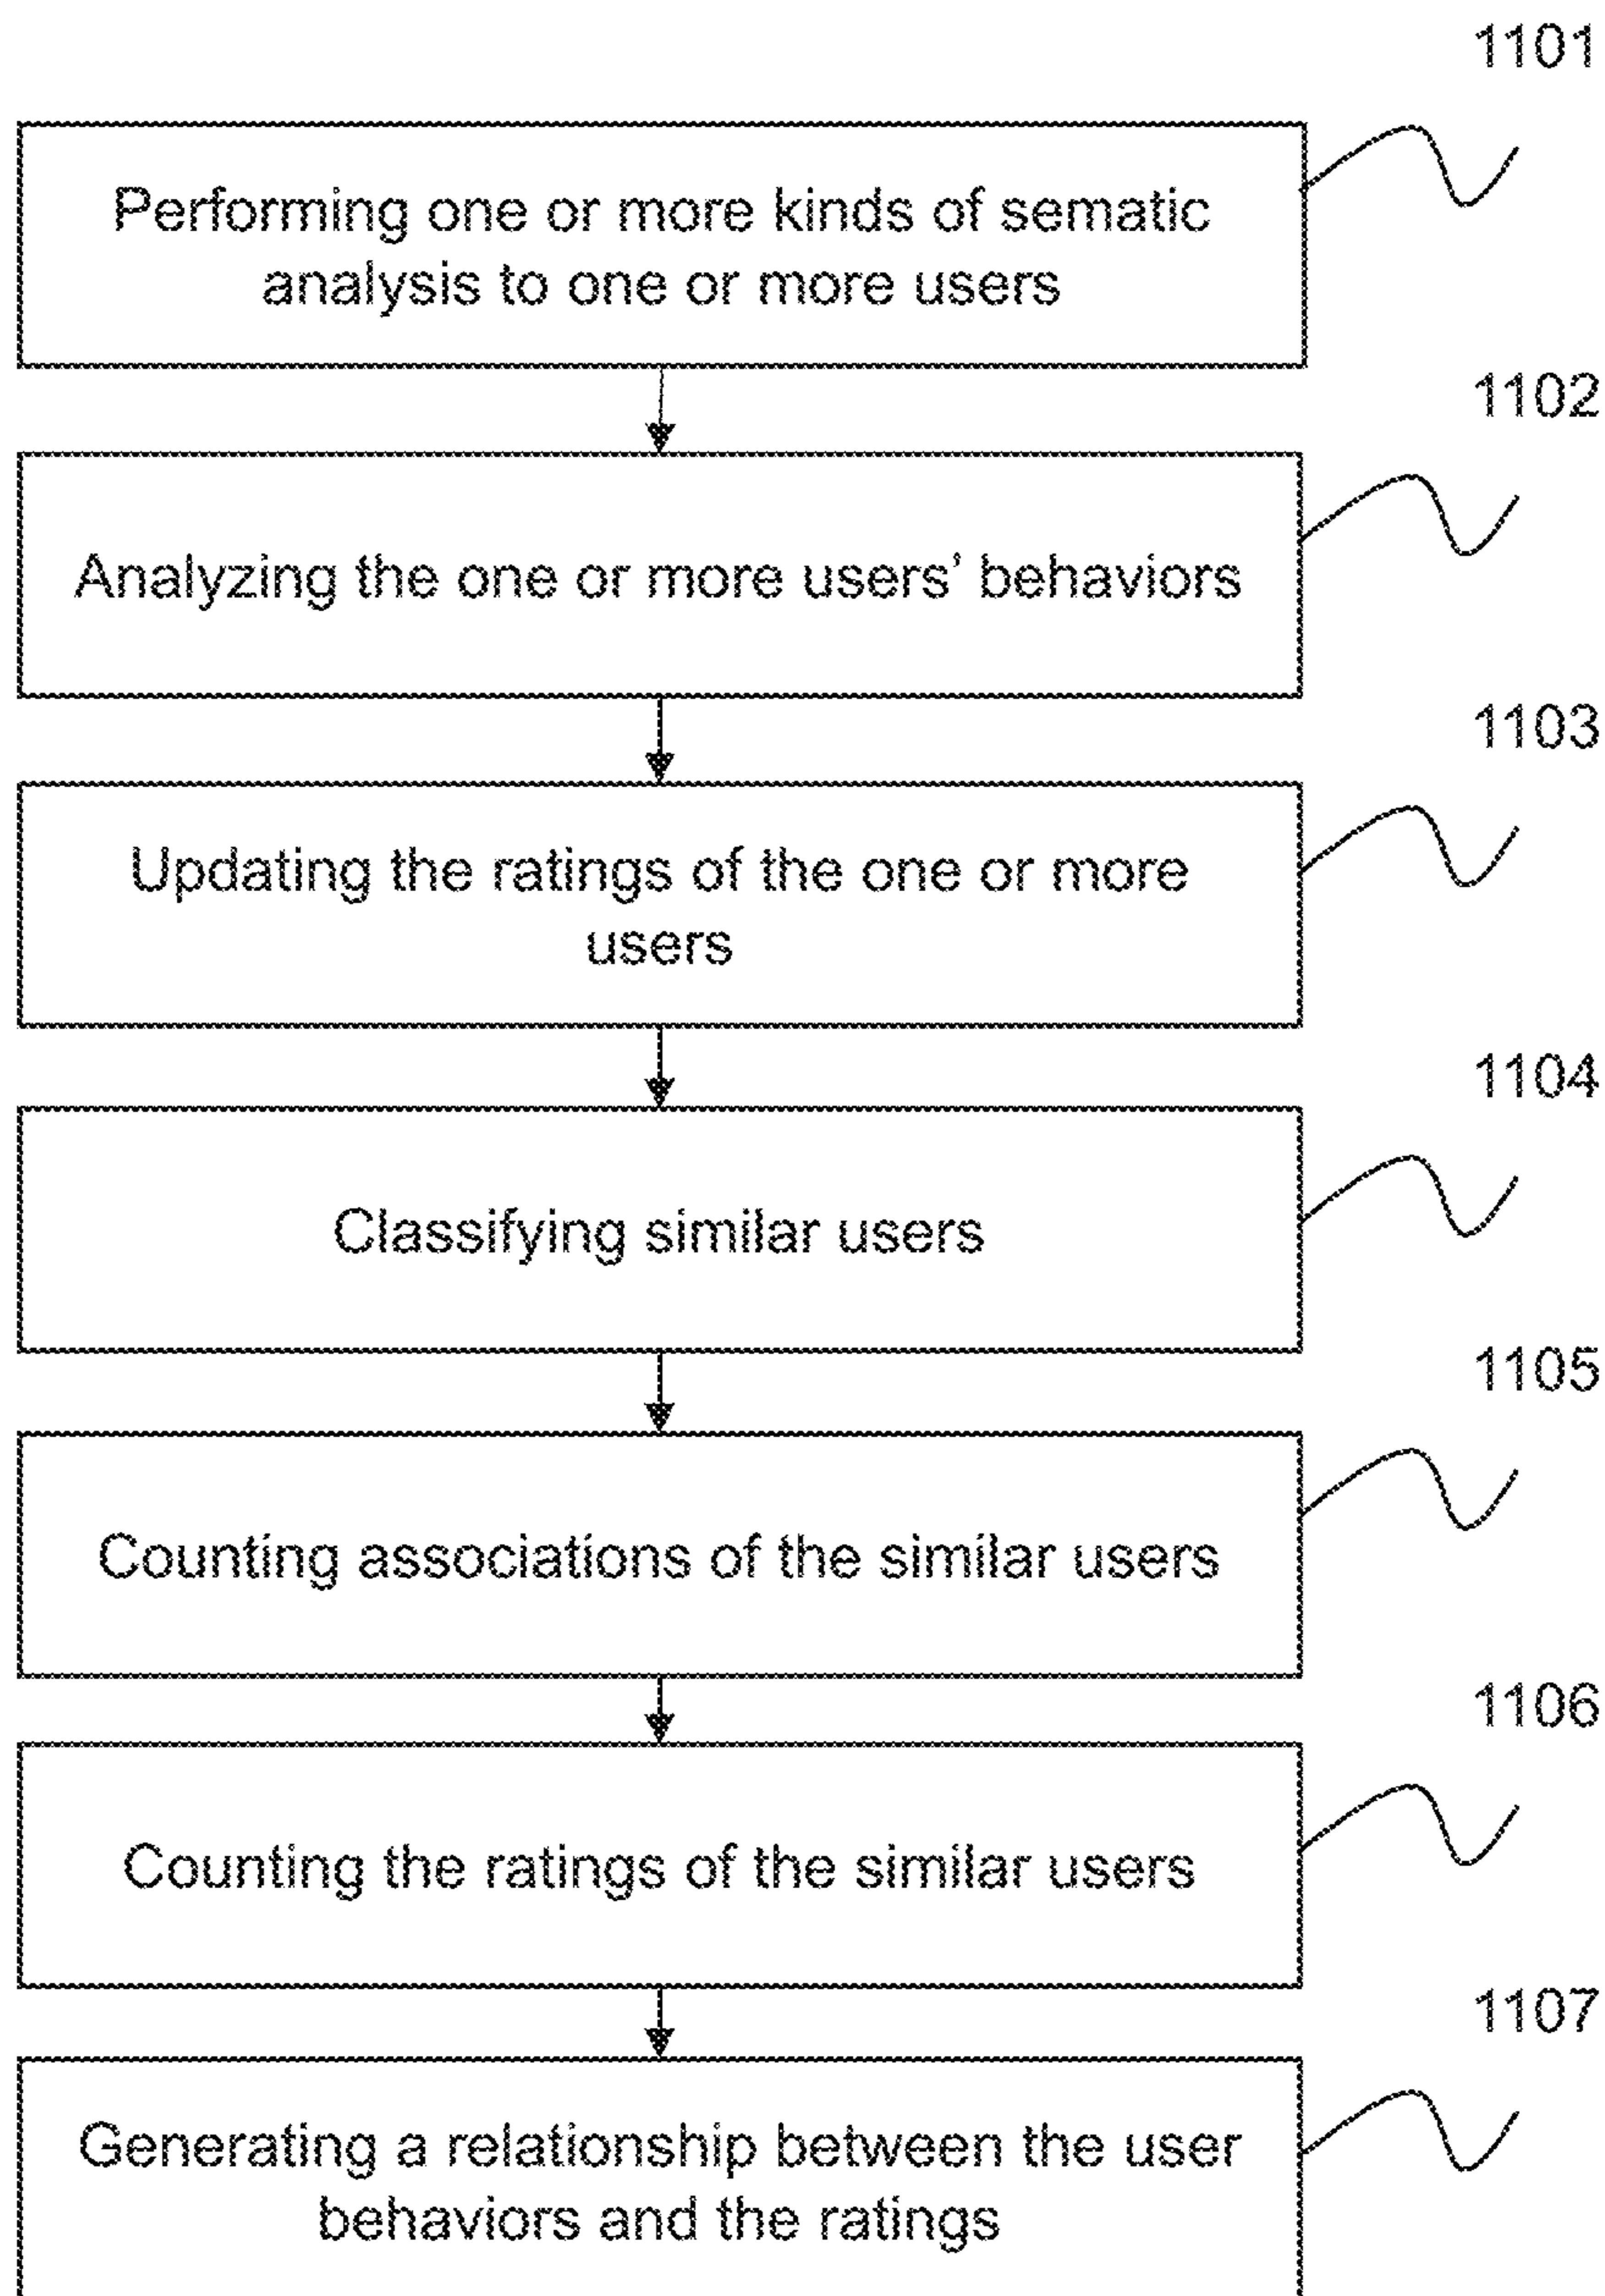 1101
Performing one or more kinds of sematic
analysis to one or more users
1102
Analyzing the one or more users’ behaviors
1103
Updating the ratings of the one or more
users
1104
Classifying similar users
1105
Counting associations of the similar users
1106
Counting the ratings of the similar users
1107
Generating a relationship between the user
behaviors and the ratings